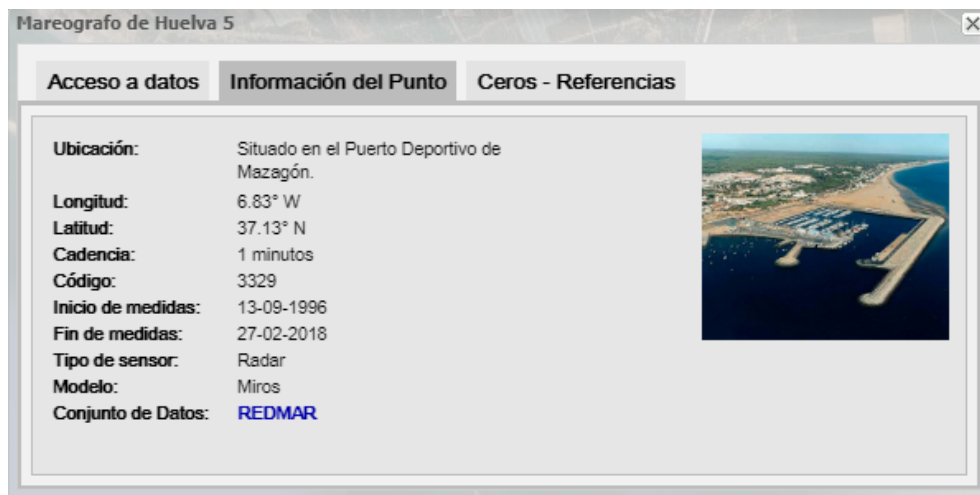 Mareografo de Huelva 5
Acceso a datos Información del Punto Ceros - Referencias
Ubicación: Situado en el Puerto Deportivo de
Mazagón.
Longitud: 6.83° W
Latitud: 37.13° N
Cadencia: 1 minutos
Código: 3329
Inicio de medidas: 13-09-1996
Fin de medidas: 27-02-2018
Tipo de sensor: Radar
Modelo: Miros
Conjunto de Datos: REDMAR